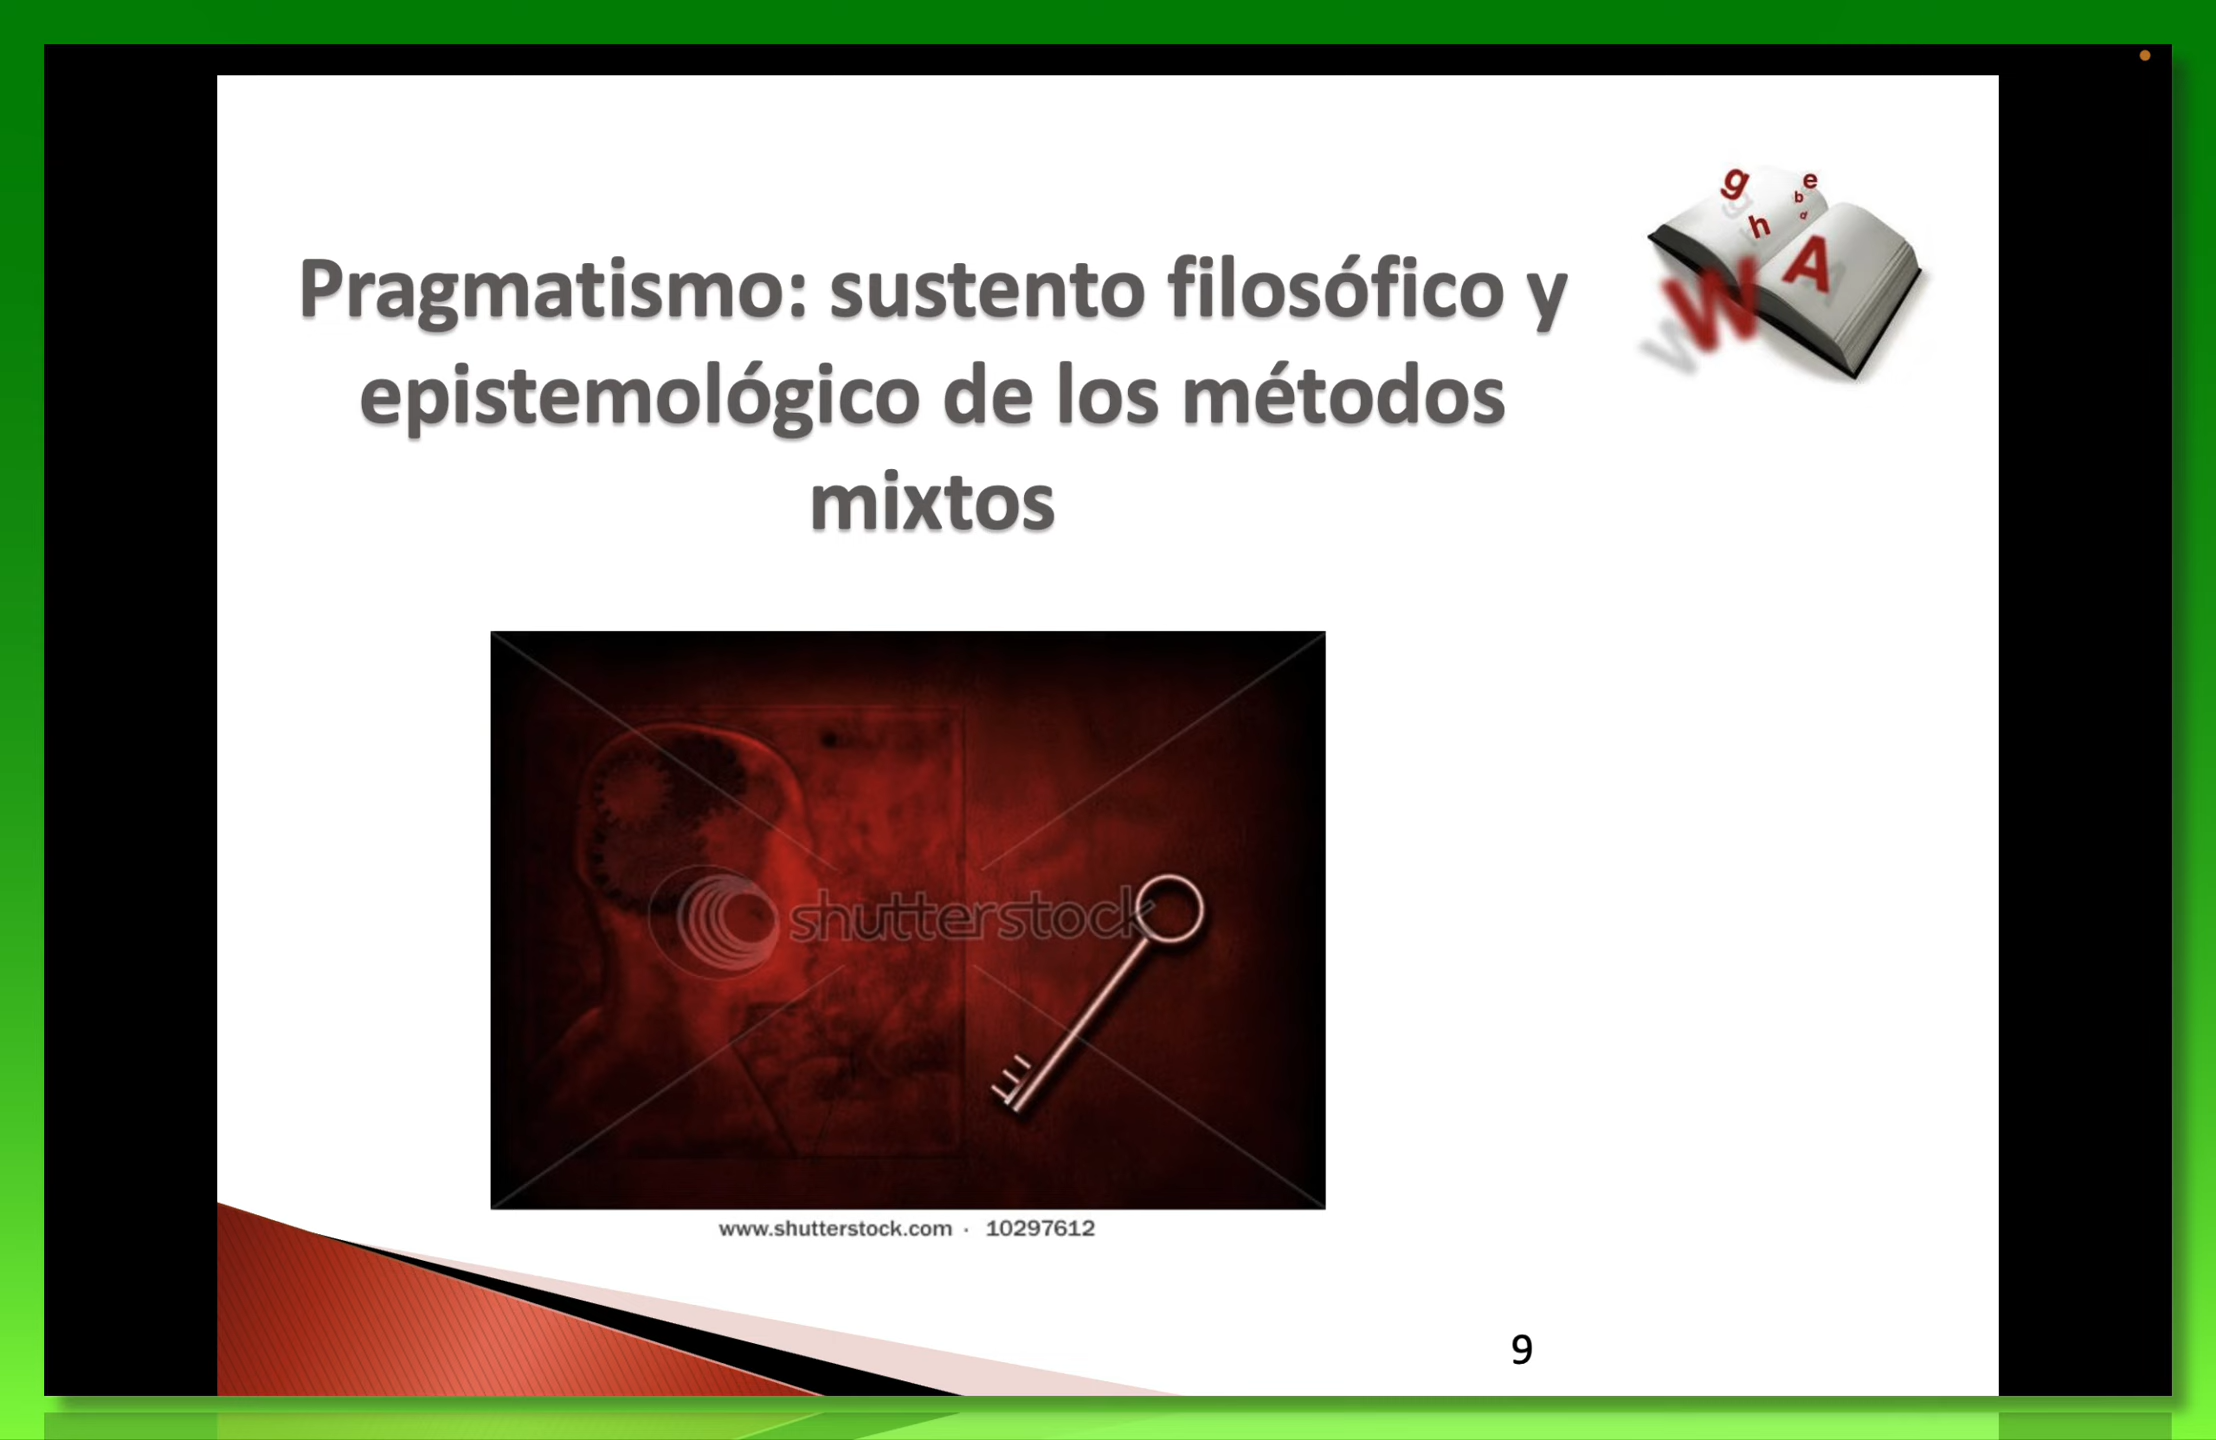 Pragmatismo: sustento filosófico y
epistemológico de los métodos
mixtos
g
e
b
d
h
A
W
shutterstock
www.shutterstock.com · 10297612
9